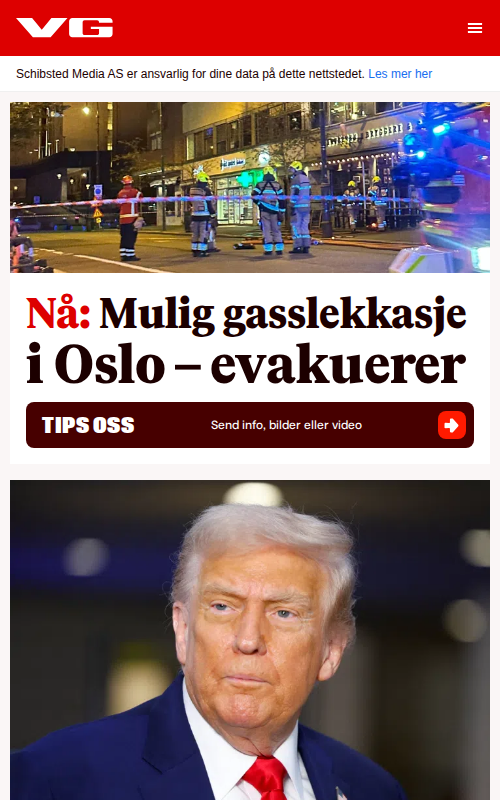 VG
Schibsted Media AS er ansvarlig for dine data på dette nettstedet. Les mer her
Nå: Mulig gasslekkasje
i Oslo – evakuerer
TIPS OSS
Send info, bilder eller video